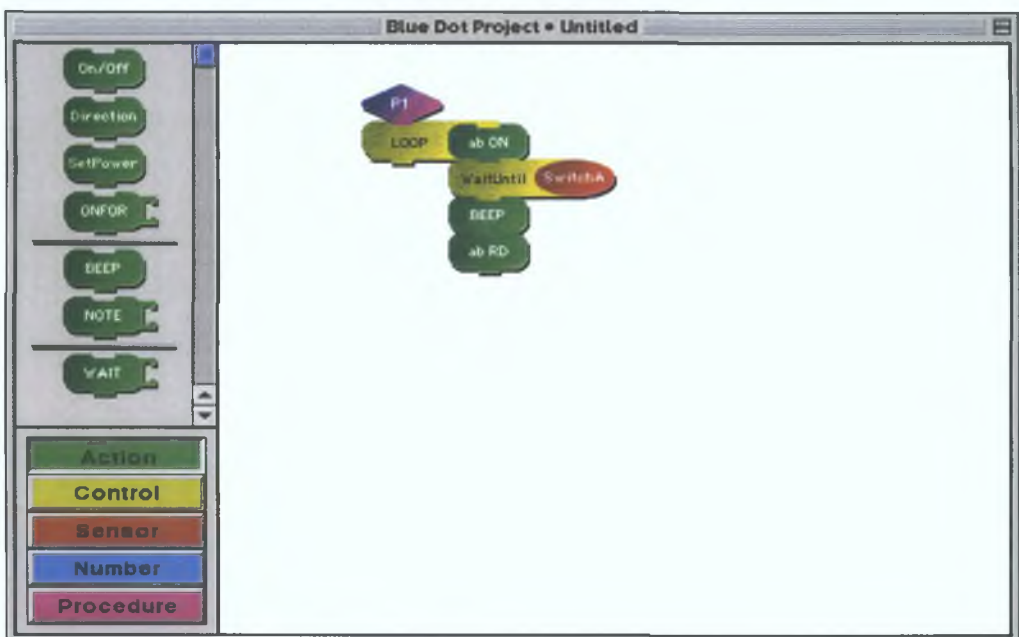 Blue Dot Project • Untitled
On/Off
Direction
SetPower
ONFOR
BEEP
NOTE
WAIT
Action
Control
Sensor
Number
Procedure
P1
LOOP ab ON
WaitUntil SwitchA
BEEP
ab RD